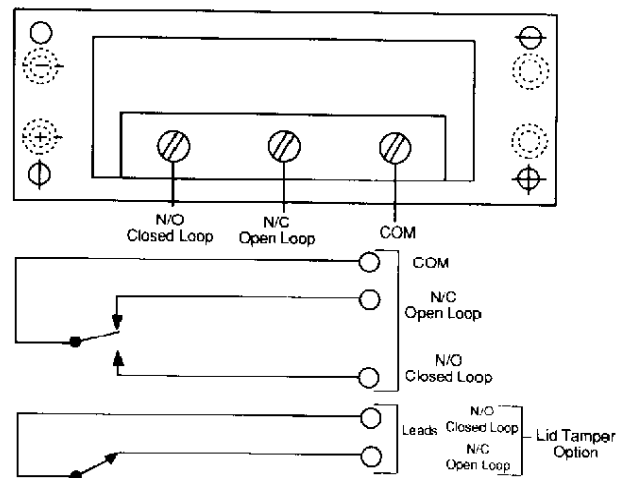 N/O
Closed Loop
N/C
Open Loop
COM
COM
N/C
Open Loop
N/O
Closed Loop
Leads
N/O
Closed Loop
N/C
Open Loop
Lid Tamper
Option